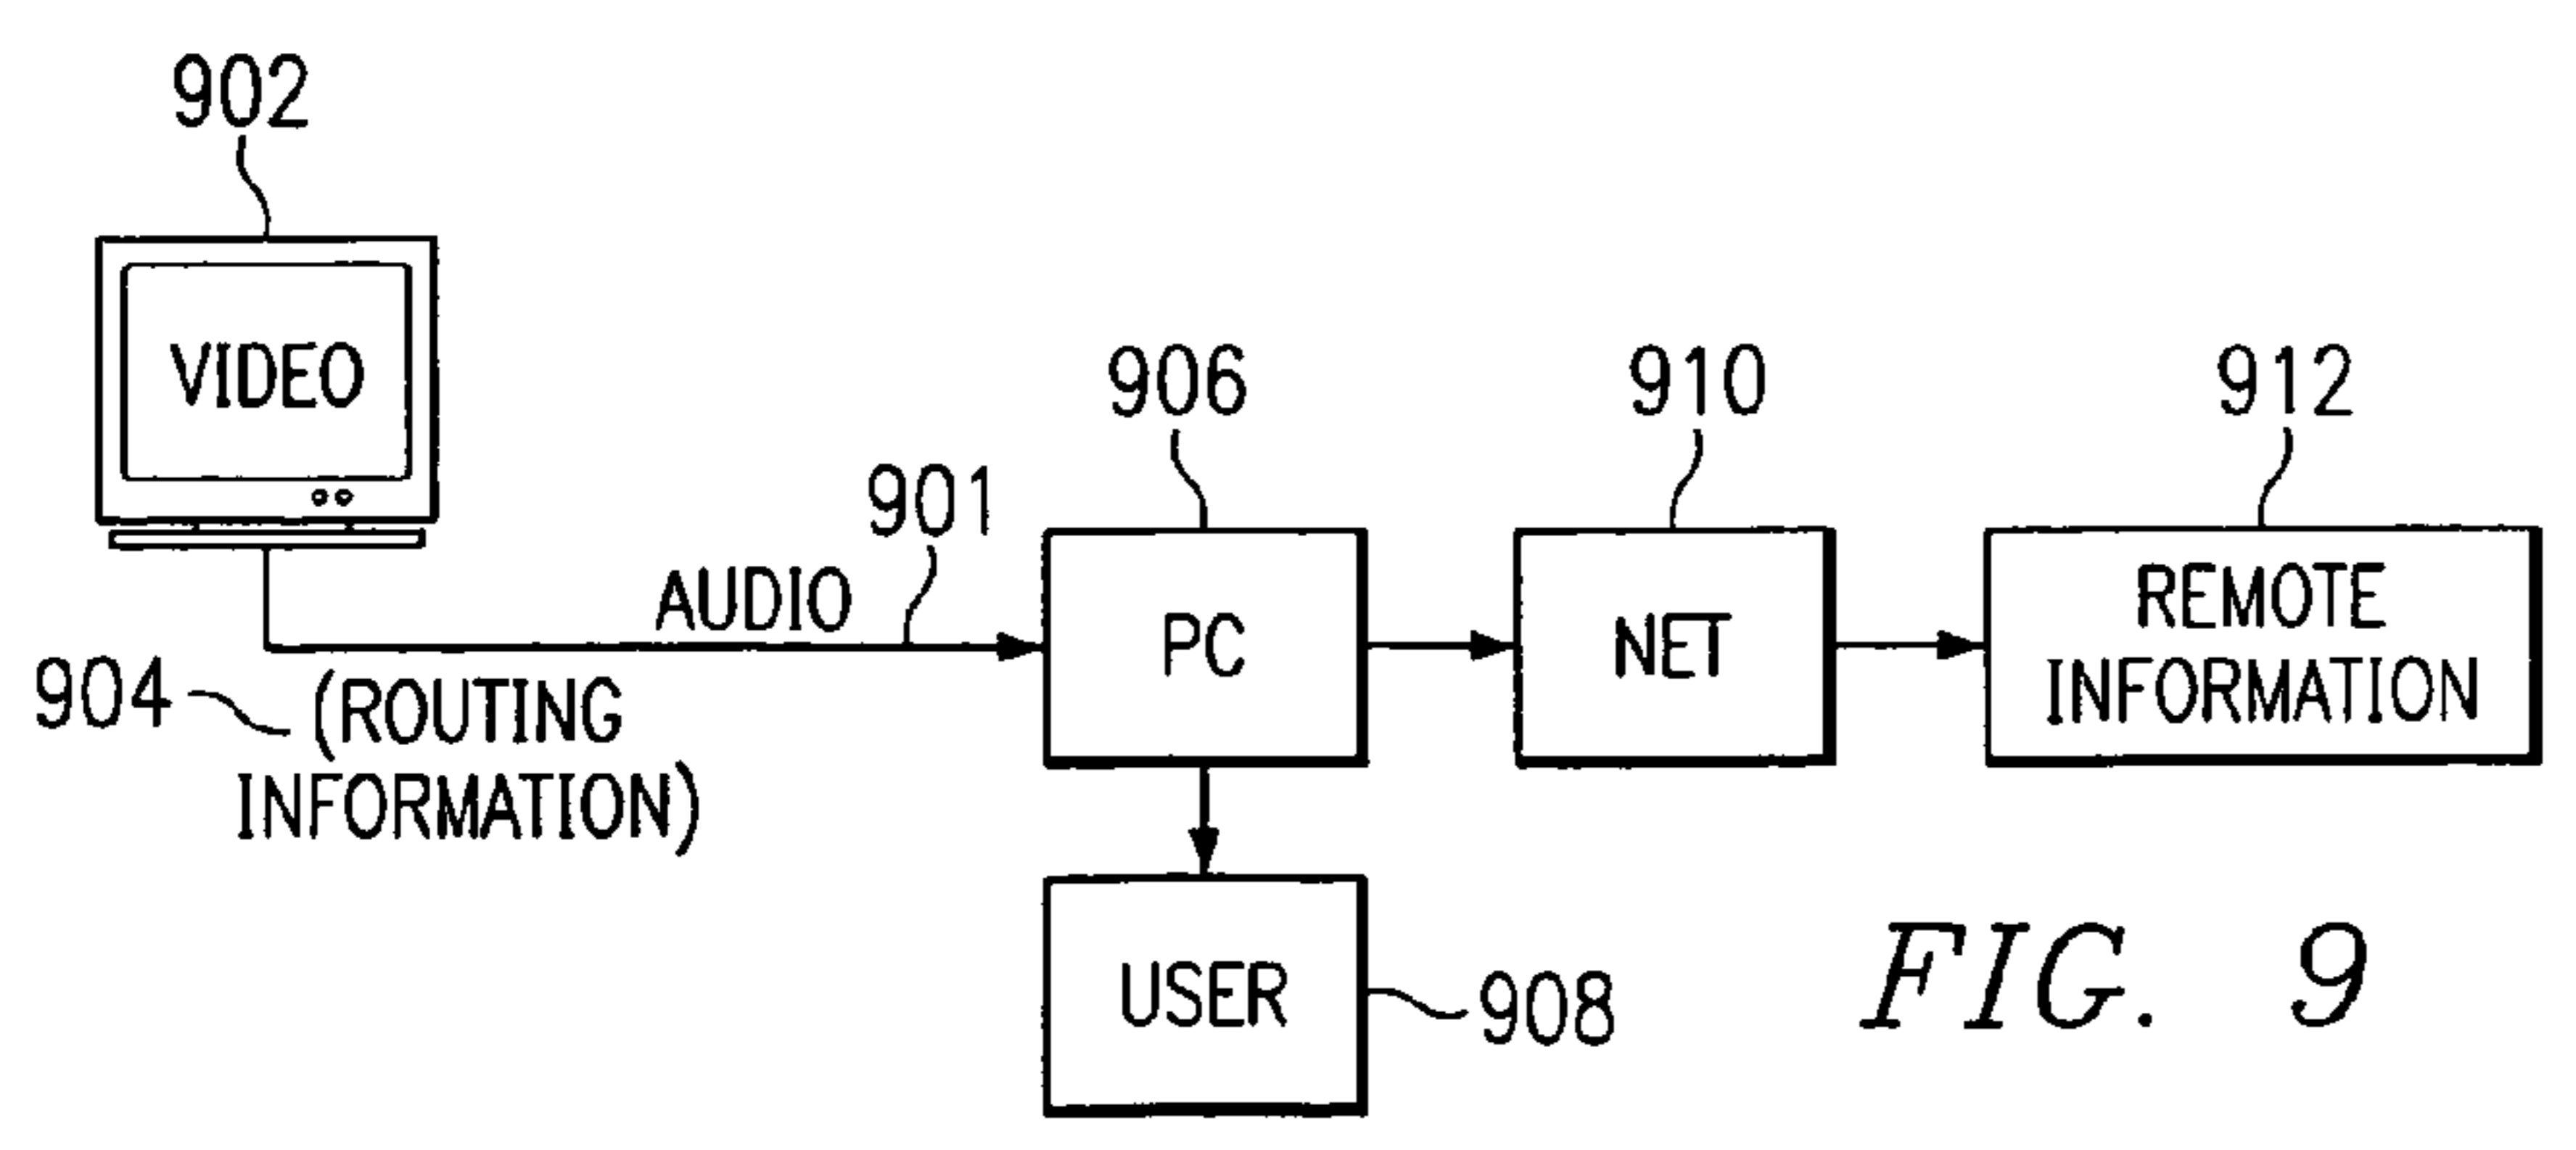 902
VIDEO
906
910
912
901
AUDIO
PC
NET
REMOTE
INFORMATION
904
(ROUTING
INFORMATION)
USER
908
FIG. 9